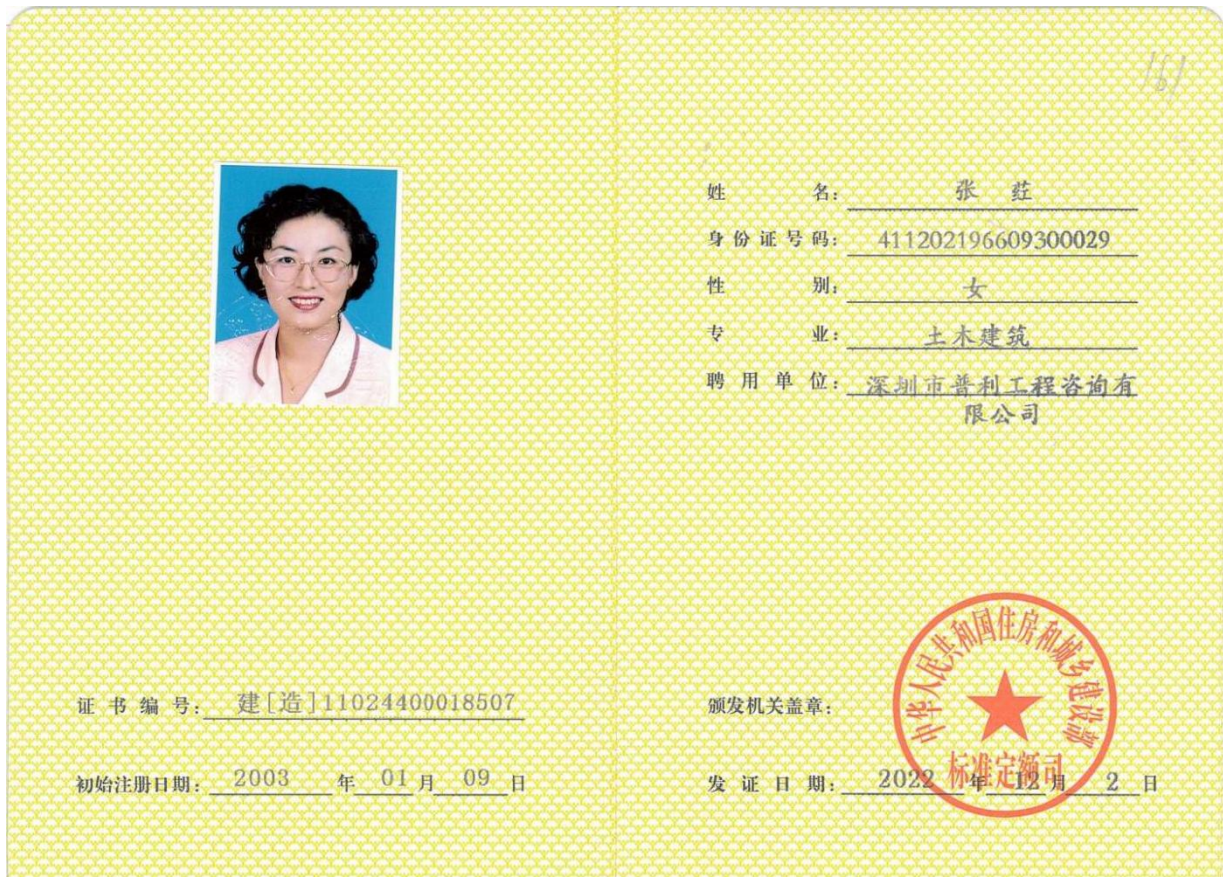 161
姓名：张荭
身份证号码：411202196609300029
性别：女
专业：土木建筑
聘用单位：深圳市普利工程咨询有
限公司
证书编号：建[造]11024400018507
初始注册日期：2003年01月09日
颁发机关盖章：
中华人民共和国住房和城乡建设部
标准定额司
发证日期：2022年12月2日